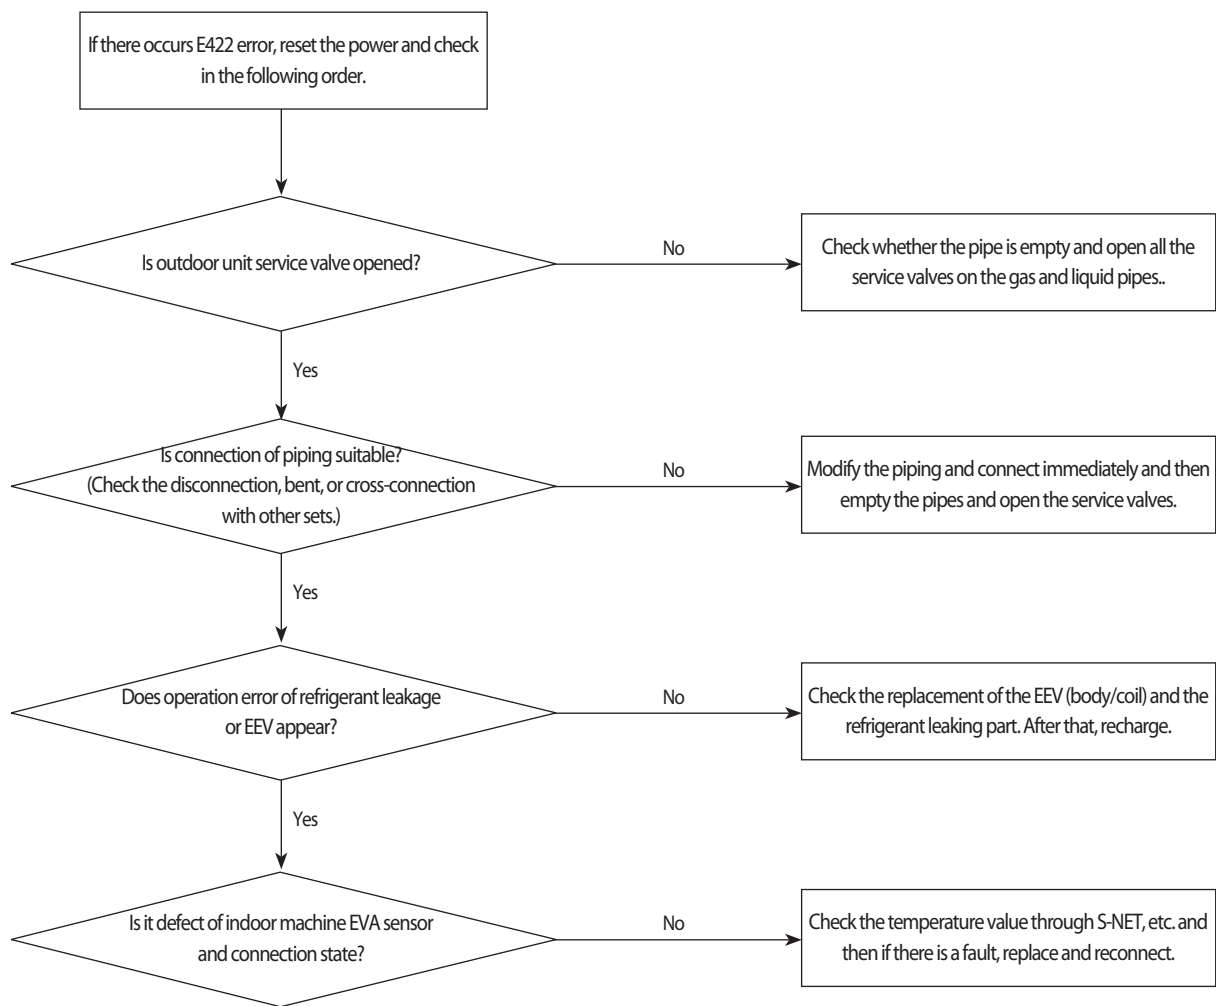 If there occurs E422 error, reset the power and check
in the following order.
Is outdoor unit service valve opened?
No
Check whether the pipe is empty and open all the
service valves on the gas and liquid pipes..
Yes
Is connection of piping suitable?
(Check the disconnection, bent, or cross-connection
with other sets.)
No
Modify the piping and connect immediately and then
empty the pipes and open the service valves.
Yes
Does operation error of refrigerant leakage
or EEV appear?
No
Check the replacement of the EEV (body/coil) and the
refrigerant leaking part. After that, recharge.
Yes
Is it defect of indoor machine EVA sensor
and connection state?
No
Check the temperature value through S-NET, etc. and
then if there is a fault, replace and reconnect.